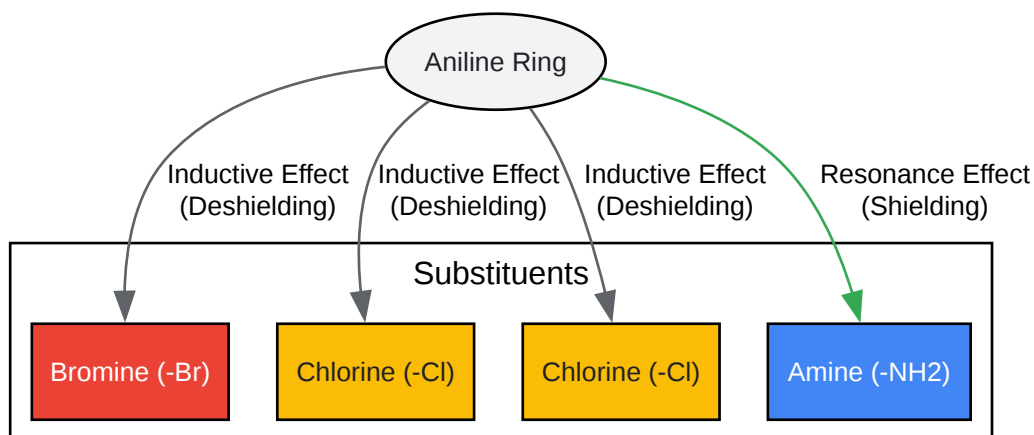 Aniline Ring
Inductive Effect
(Deshielding)
Inductive Effect
(Deshielding)
Inductive Effect
(Deshielding)
Resonance Effect
(Shielding)
Substituents
Bromine (-Br)
Chlorine (-Cl)
Chlorine (-Cl)
Amine (-NH2)